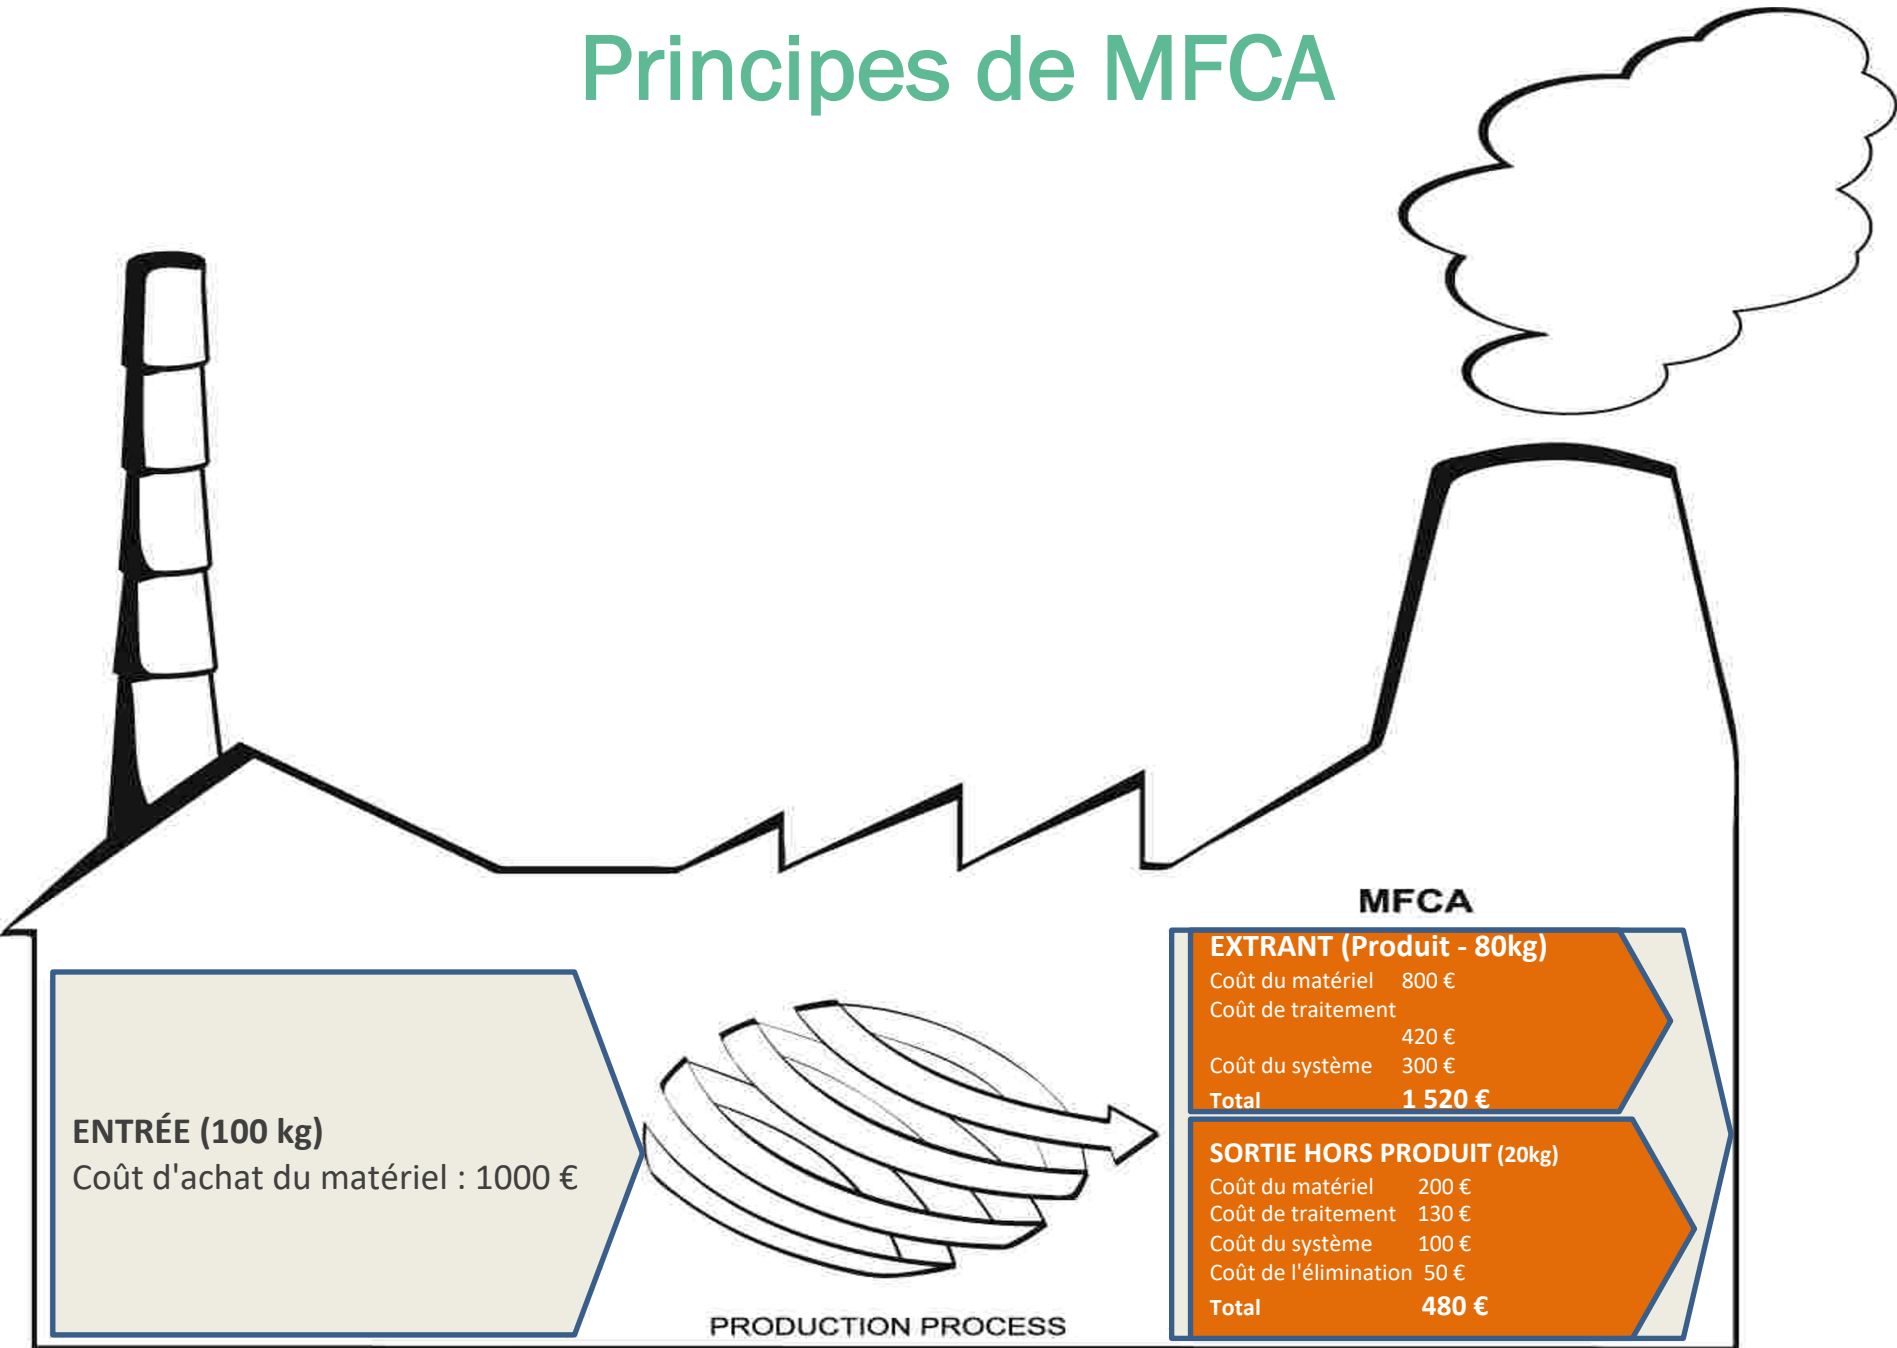 Principes de MFCA
MFCA
ENTRÉE (100 kg)
Coût d'achat du matériel : 1000 €
PRODUCTION PROCESS
EXTRANT (Produit - 80kg)
Coût du matériel 800 €
Coût de traitement
420 €
Coût du système 300 €
Total 1 520 €
SORTIE HORS PRODUIT (20kg)
Coût du matériel 200 €
Coût de traitement 130 €
Coût du système 100 €
Coût de l'élimination 50 €
Total 480 €